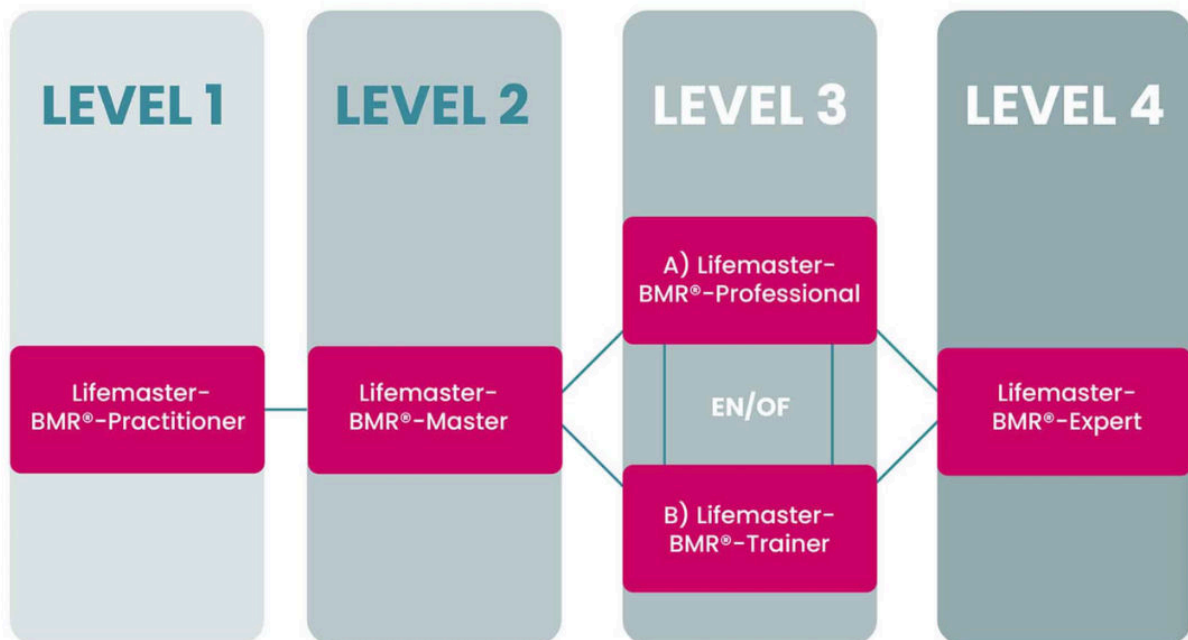 LEVEL 1
LEVEL 2
LEVEL 3
LEVEL 4
Lifemaster-
BMR®-Practitioner
Lifemaster-
BMR®-Master
A) Lifemaster-
BMR®-Professional
EN/OF
B) Lifemaster-
BMR®-Trainer
Lifemaster-
BMR®-Expert